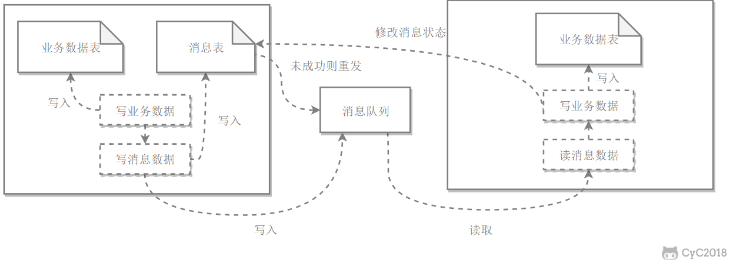 业务数据表
消息表
修改消息状态
业务数据表
未成功则重发
写入
写业务数据
写入
消息队列
写入
写业务数据
写消息数据
读消息数据
写入
读取
CyC2018